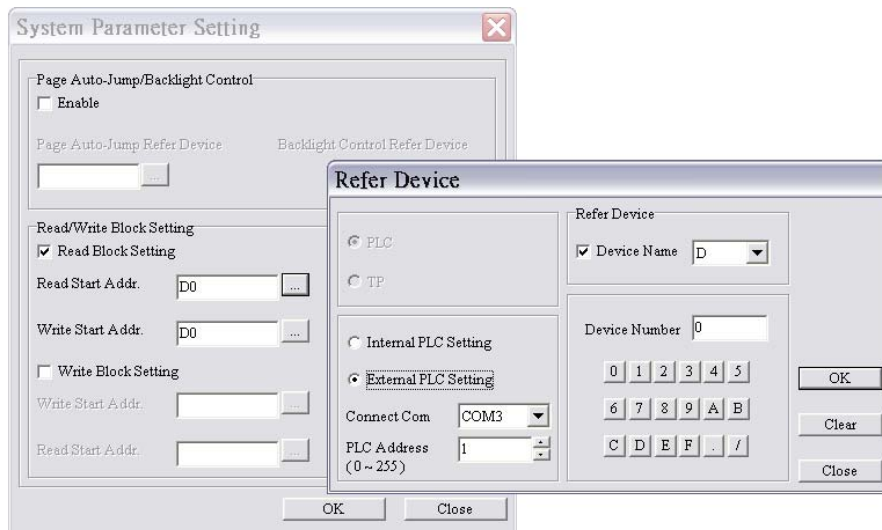 System Parameter Setting
Page Auto-Jump/Backlight Control
Enable
Page Auto-Jump Refer Device
Backlight Control Refer Device
...
Read/Write Block Setting
Read Block Setting
Read Start Addr.
D0
...
Write Start Addr.
D0
...
Write Block Setting
Write Start Addr.
...
Read Start Addr.
...
OK
Close
Refer Device
PLC
TP
Internal PLC Setting
External PLC Setting
Connect Com
COM3
PLC Address
(0 ~ 255)
1
Refer Device
Device Name
D
Device Number
0
0 1 2 3 4 5
6 7 8 9 A B
C D E F . /
OK
Clear
Close